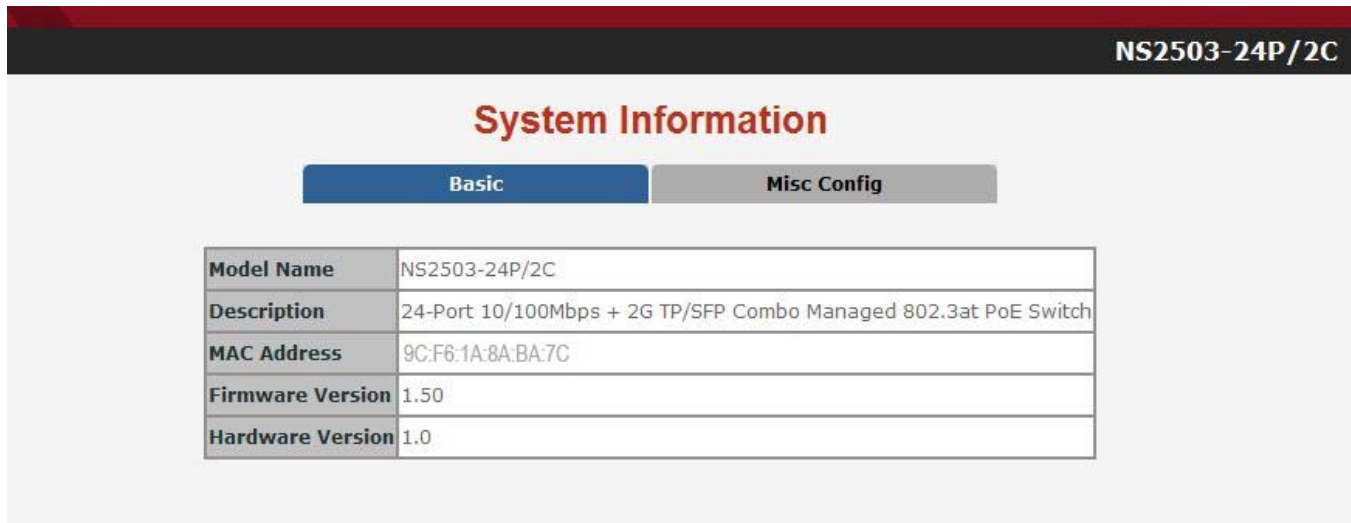 NS2503-24P/2C
System Information
Basic Misc Config
Model Name NS2503-24P/2C
Description 24-Port 10/100Mbps + 2G TP/SFP Combo Managed 802.3at PoE Switch
MAC Address 9C:F6:1A:8A:BA:7C
Firmware Version 1.50
Hardware Version 1.0